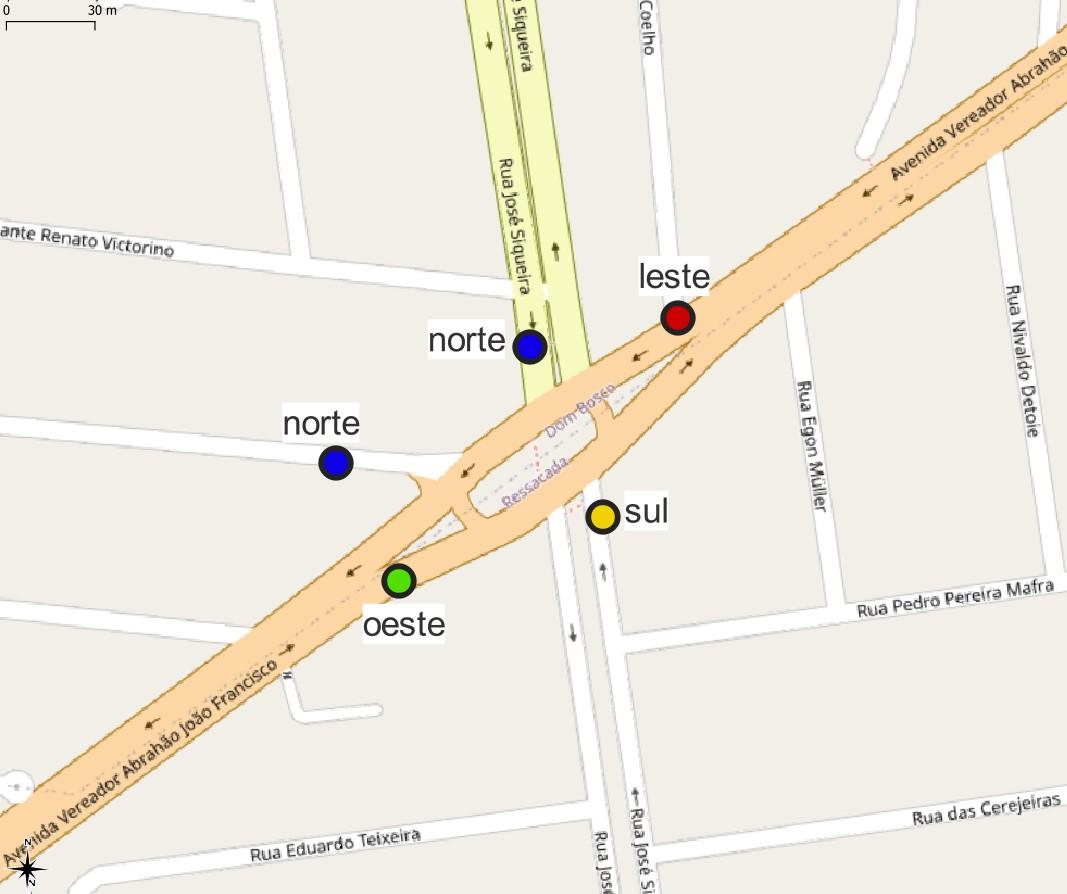 0 30 m
é Siqueira
Coelho
Avenida Vereador Abrahão
Rua José Siqueira
ante Renato Victorino
leste
norte
Rua Nivaldo Detoie
Dom Bosco
Rua Egon Müller
norte
Ressacada
sul
oeste
Rua Pedro Pereira Mafra
Avenida Vereador Abrahão João Francisco
Rua das Cerejeiras
Rua Eduardo Teixeira
Rua José
Rua José Si
N